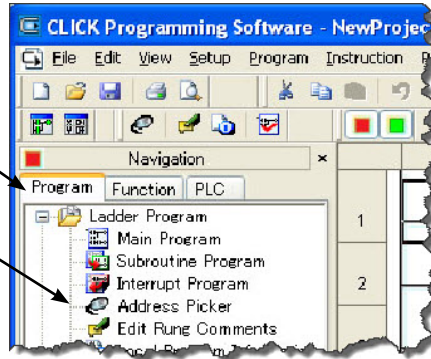 CLICK Programming Software - NewProjec
File Edit View Setup Program Instruction
Navigation ×
Program Function PLC
Ladder Program
Main Program
Subroutine Program
Interrupt Program
Address Picker
Edit Rung Comments
1
2